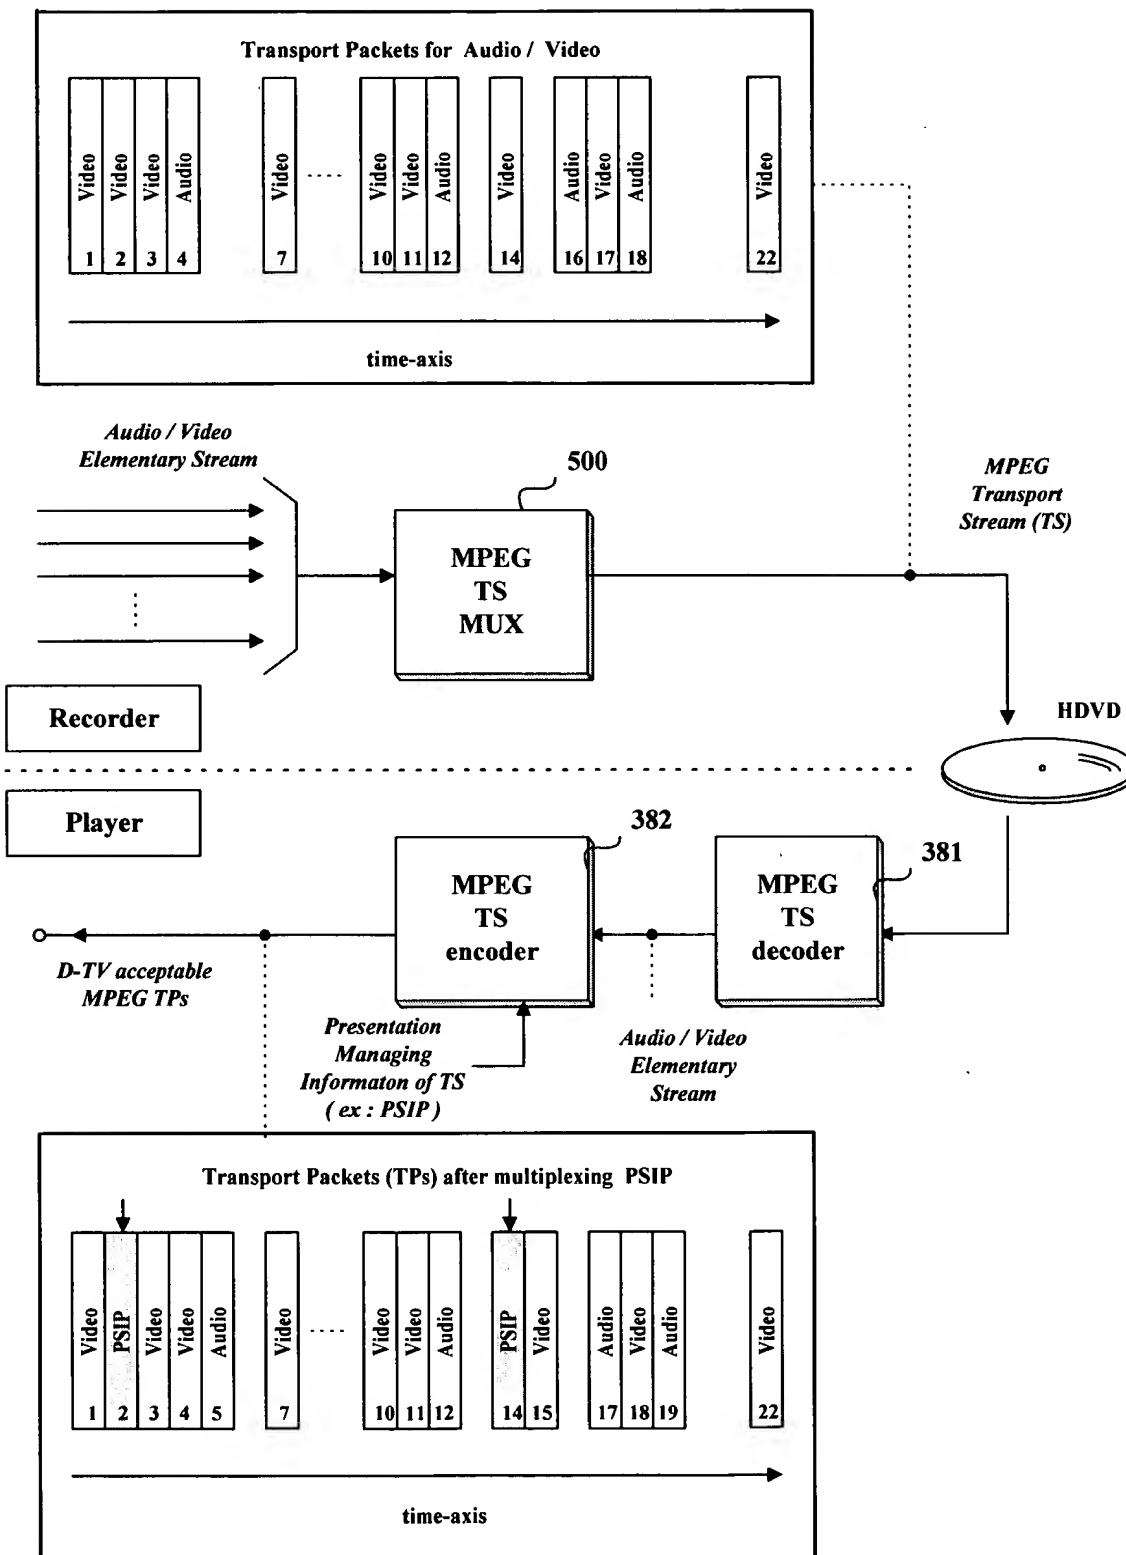 Transport Packets for Audio / Video
Video Video Video Audio Video Video Video Audio Video Audio Video Audio Video
1 2 3 4 7 10 11 12 14 16 17 18 22
time-axis
Audio / Video
Elementary Stream
500
MPEG
Transport
Stream (TS)
MPEG
TS
MUX
Recorder
HDVD
Player
382
381
MPEG
TS
encoder
MPEG
TS
decoder
D-TV acceptable
MPEG TPs
Presentation
Managing
Informaton of TS
( ex : PSIP )
Audio / Video
Elementary
Stream
Transport Packets (TPs) after multiplexing PSIP
Video PSIP Video Video Audio Video Video Video Audio PSIP Video Audio Video Audio Video
1 2 3 4 5 7 10 11 12 14 15 17 18 19 22
time-axis